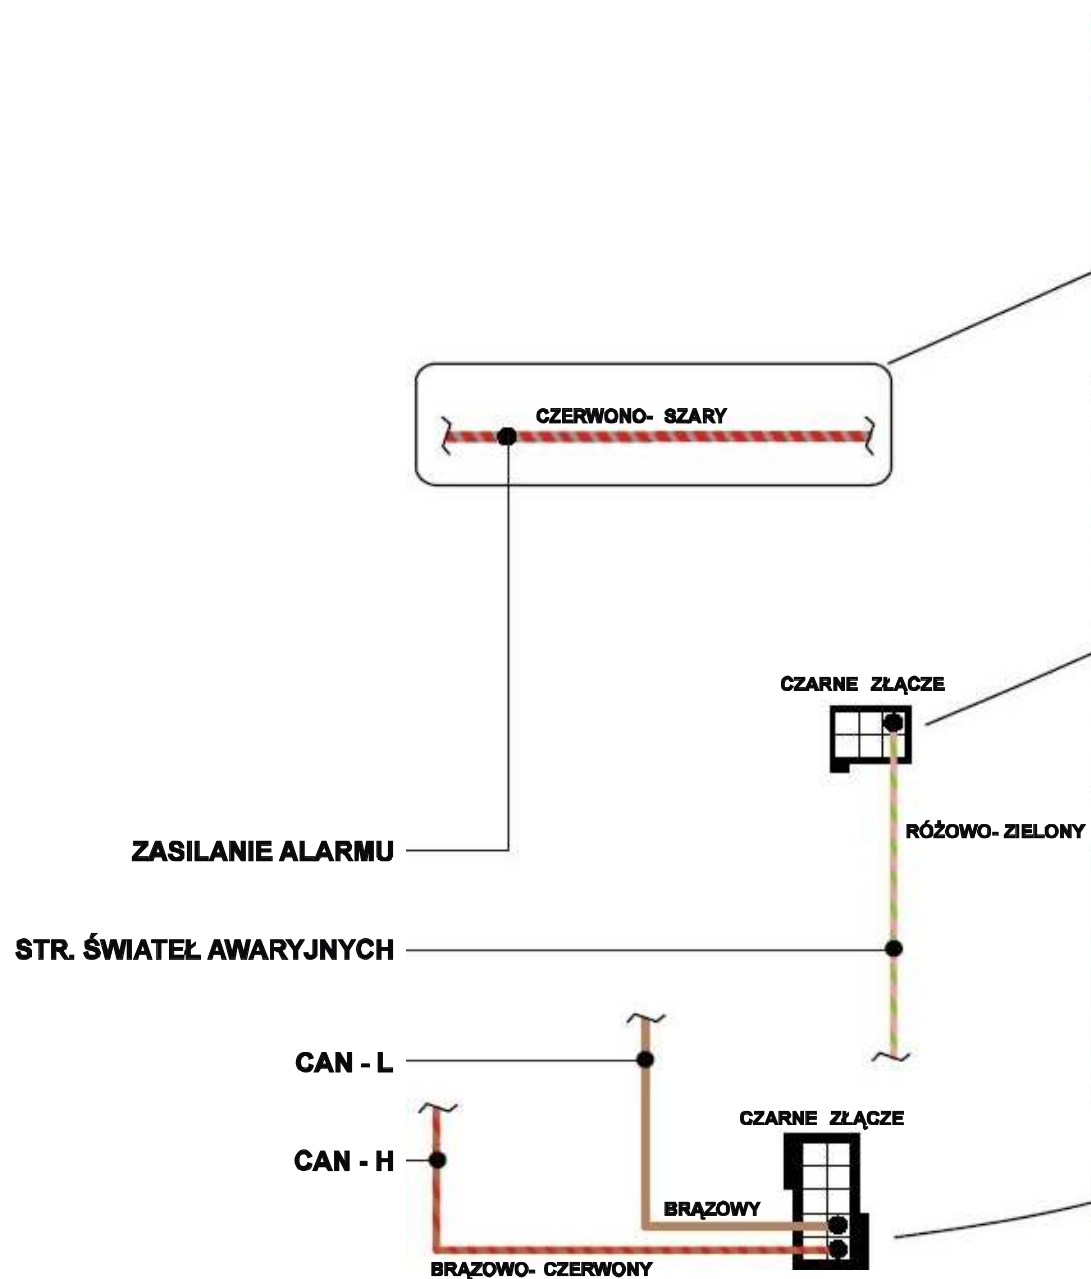 CZERWONO- SZARY
CZARNE ZŁĄCZE
RÓŻOWO- ZIELONY
ZASILANIE ALARMU
STR. ŚWIATEŁ AWARYJNYCH
CAN - L
CZARNE ZŁĄCZE
CAN - H
BRĄZOWY
BRĄZOWO- CZERWONY